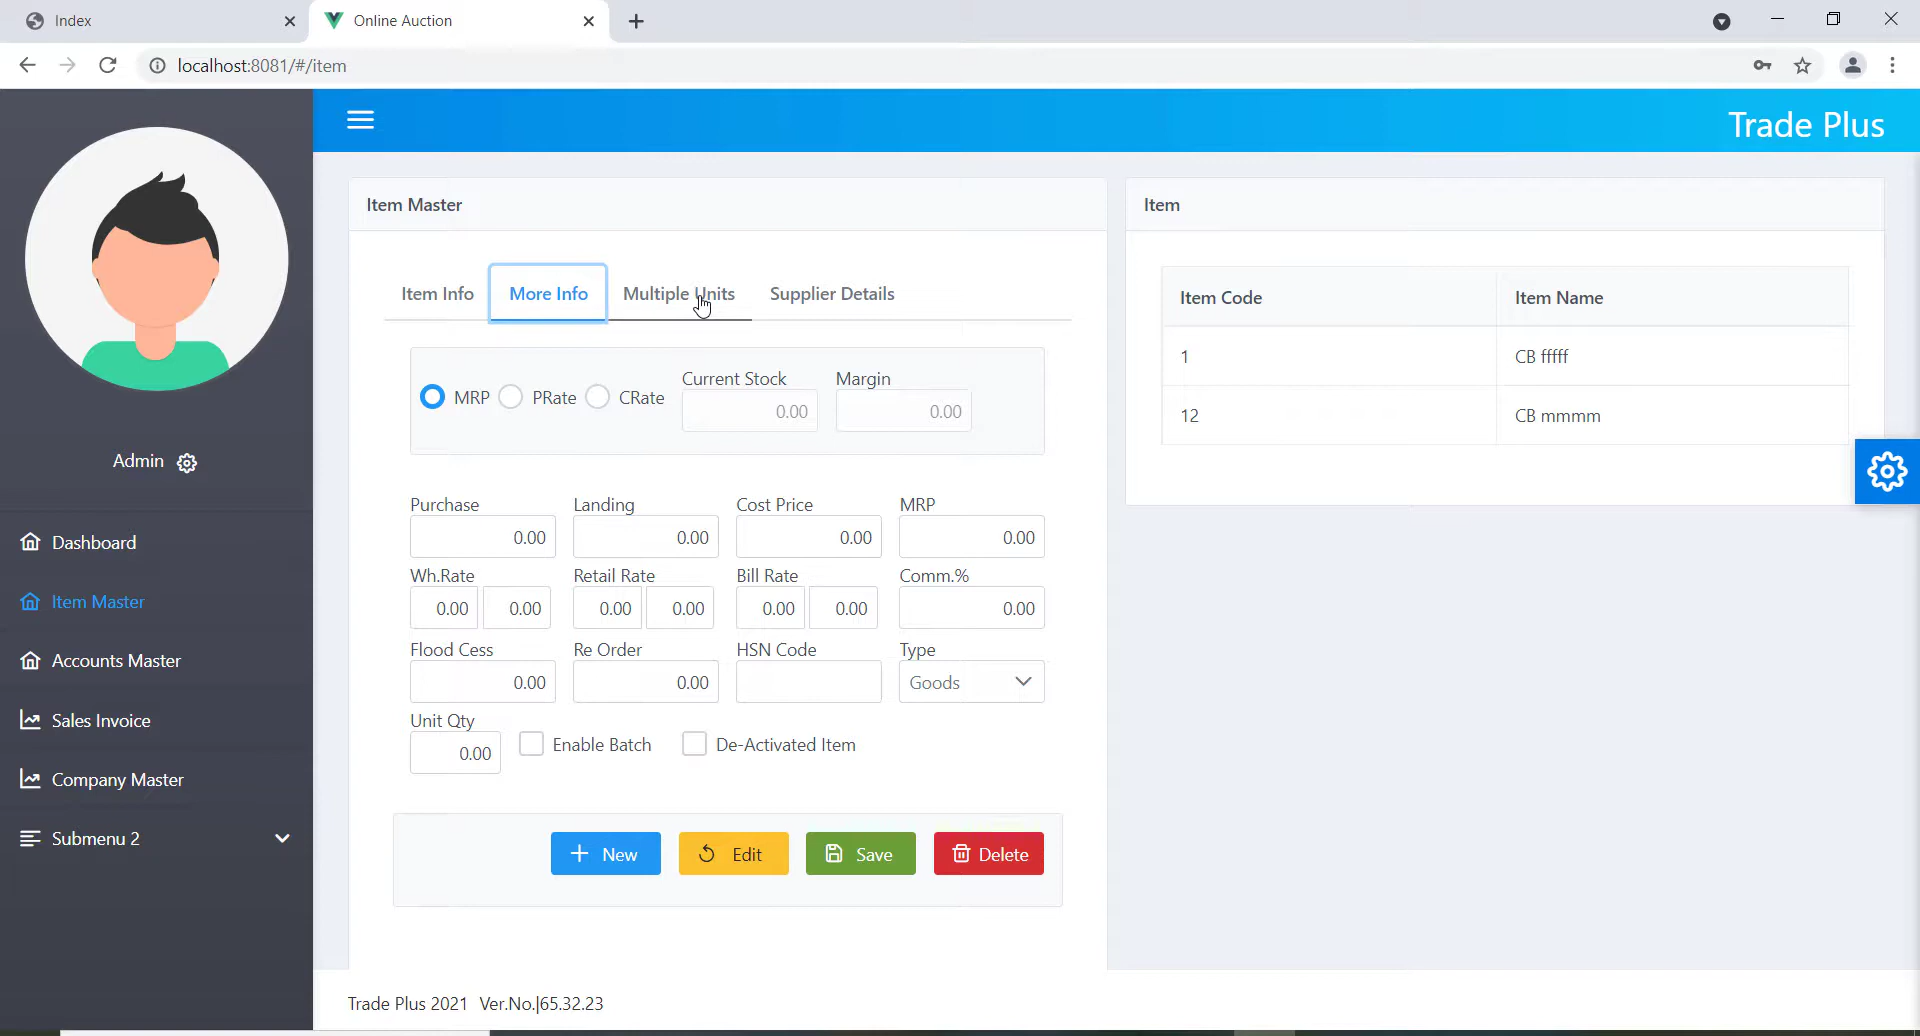 Index
Online Auction
localhost:8081/#/item
Trade Plus
Admin
Dashboard
Item Master
Accounts Master
Sales Invoice
Company Master
Submenu 2
Item Master
Item Info More Info Multiple Units Supplier Details
MRP PRate CRate
Current Stock Margin
0.00 0.00
Purchase Landing Cost Price MRP
0.00 0.00 0.00 0.00
Wh.Rate Retail Rate Bill Rate Comm.%
0.00 0.00 0.00 0.00 0.00 0.00 0.00
Flood Cess Re Order HSN Code Type
0.00 0.00 Goods
Unit Qty
0.00 Enable Batch De-Activated Item
New Edit Save Delete
Item
Item Code Item Name
1 CB fffff
12 CB mmmm
Trade Plus 2021 Ver.No.|65.32.23